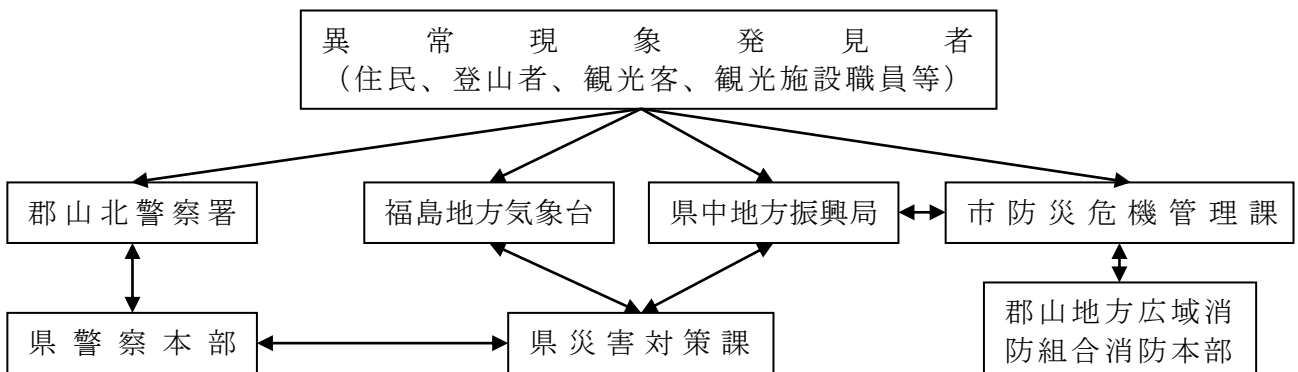 異常現象発見者
（住民、登山者、観光客、観光施設職員等）
郡山北警察署
福島地方気象台
県中地方振興局
市防災危機管理課
県警察本部
県災害対策課
郡山地方広域消
防組合消防本部